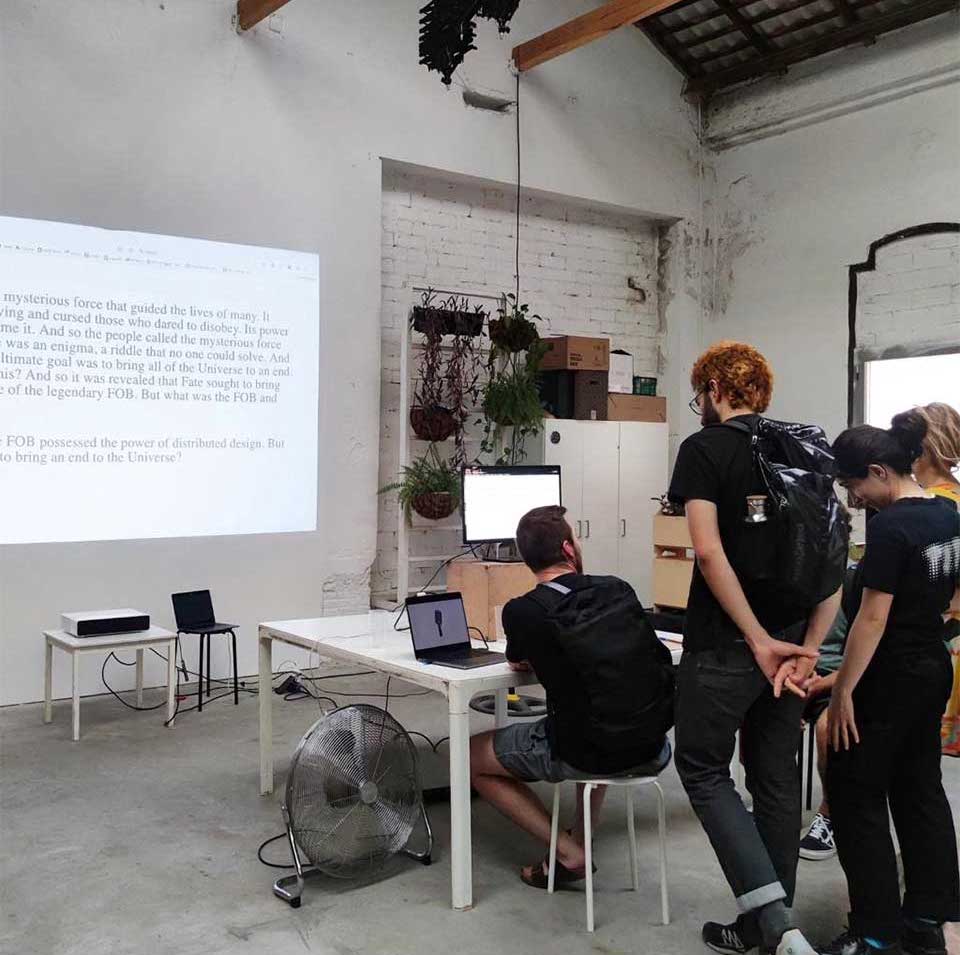 mysterious force that guided the lives of many. It
ving and cursed those who dared to disobey. Its power
me it. And so the people called the mysterious force
was an enigma, a riddle that no one could solve. And
ltimate goal was to bring all of the Universe to an end.
his? And so it was revealed that Fate sought to bring
e of the legendary FOB. But what was the FOB and
e FOB possessed the power of distributed design. But
to bring an end to the Universe?